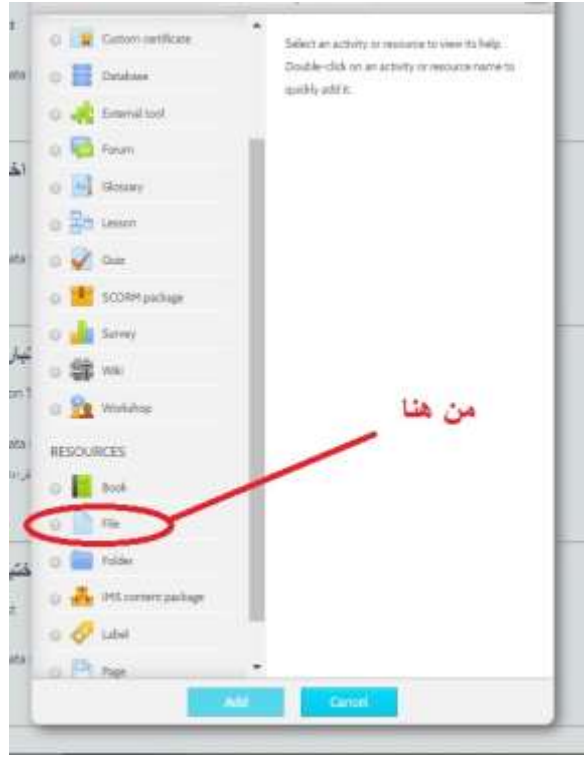 Custom certificate
Select an activity or resource to view its help.
Double-click on an activity or resource name to
quickly add it.
Database
External tool
Forum
Glossary
Lesson
Quiz
SCORM package
Survey
Wiki
Workshop
من هنا
RESOURCES
Book
File
Folder
IMS content package
Label
Page
Add
Cancel